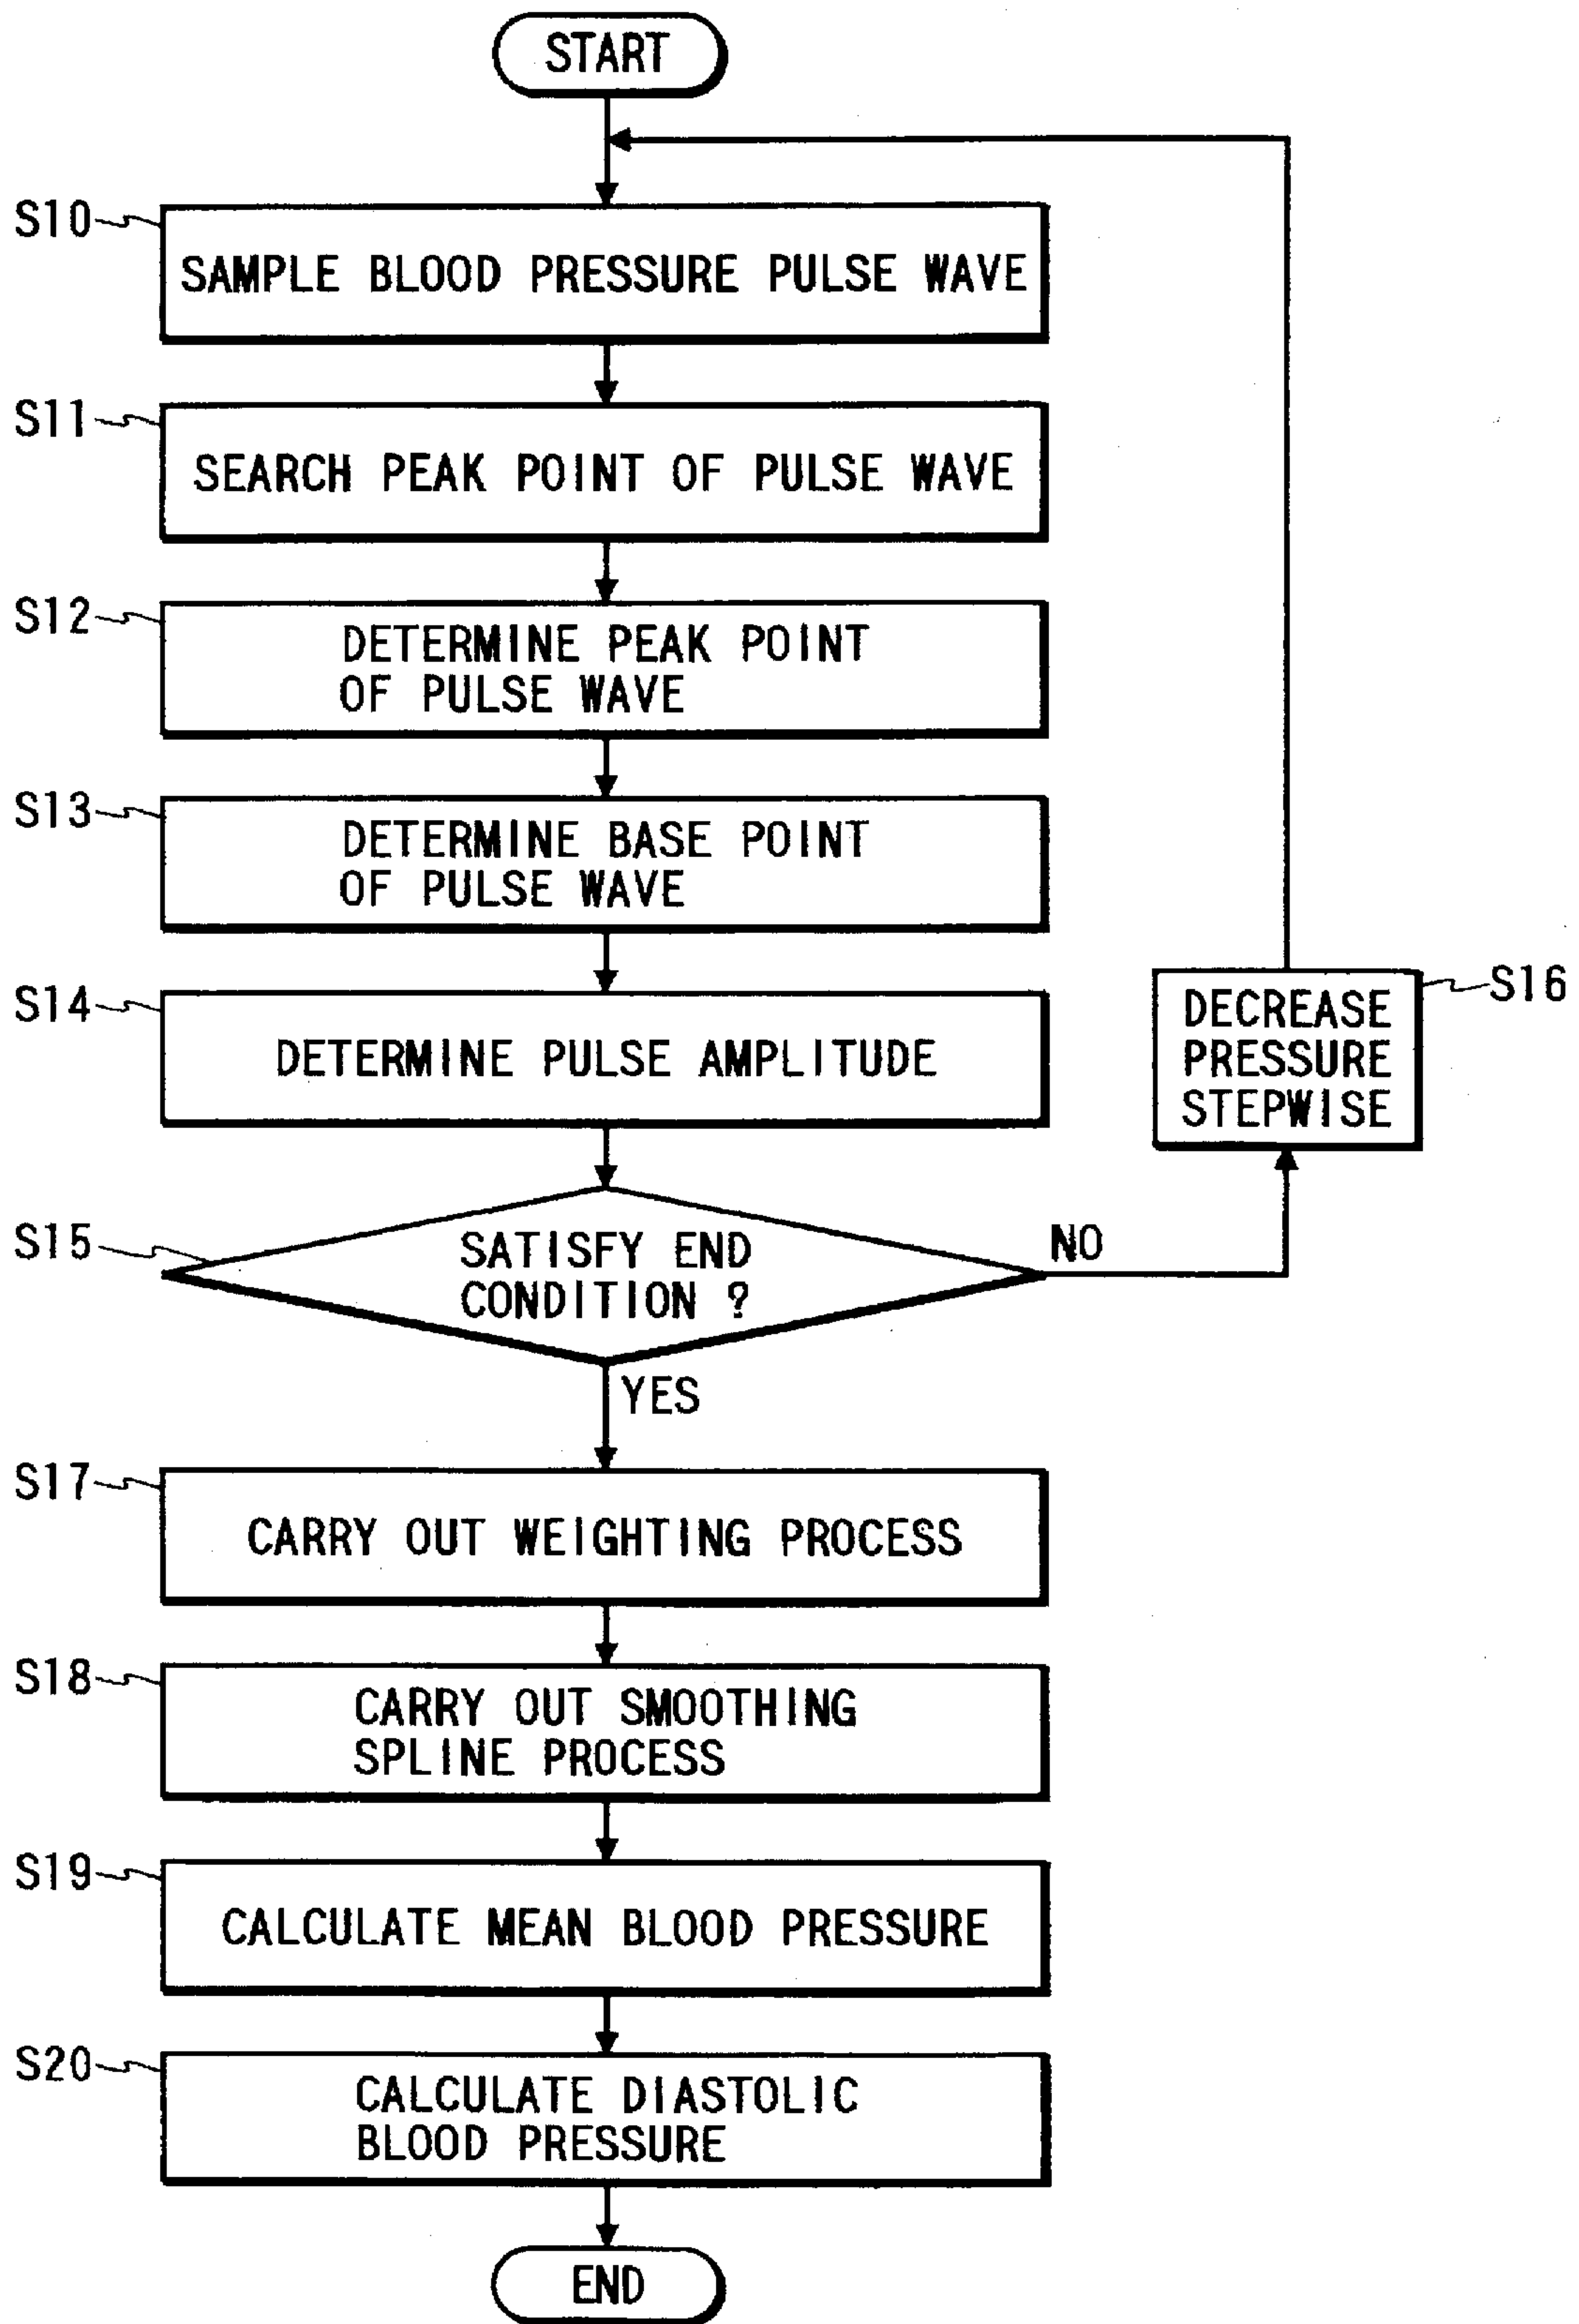 START
S10
SAMPLE BLOOD PRESSURE PULSE WAVE
S11
SEARCH PEAK POINT OF PULSE WAVE
S12
DETERMINE PEAK POINT
OF PULSE WAVE
S13
DETERMINE BASE POINT
OF PULSE WAVE
S14
DETERMINE PULSE AMPLITUDE
S16
DECREASE
PRESSURE
STEPWISE
S15
SATISFY END
CONDITION ?
NO
YES
S17
CARRY OUT WEIGHTING PROCESS
S18
CARRY OUT SMOOTHING
SPLINE PROCESS
S19
CALCULATE MEAN BLOOD PRESSURE
S20
CALCULATE DIASTOLIC
BLOOD PRESSURE
END